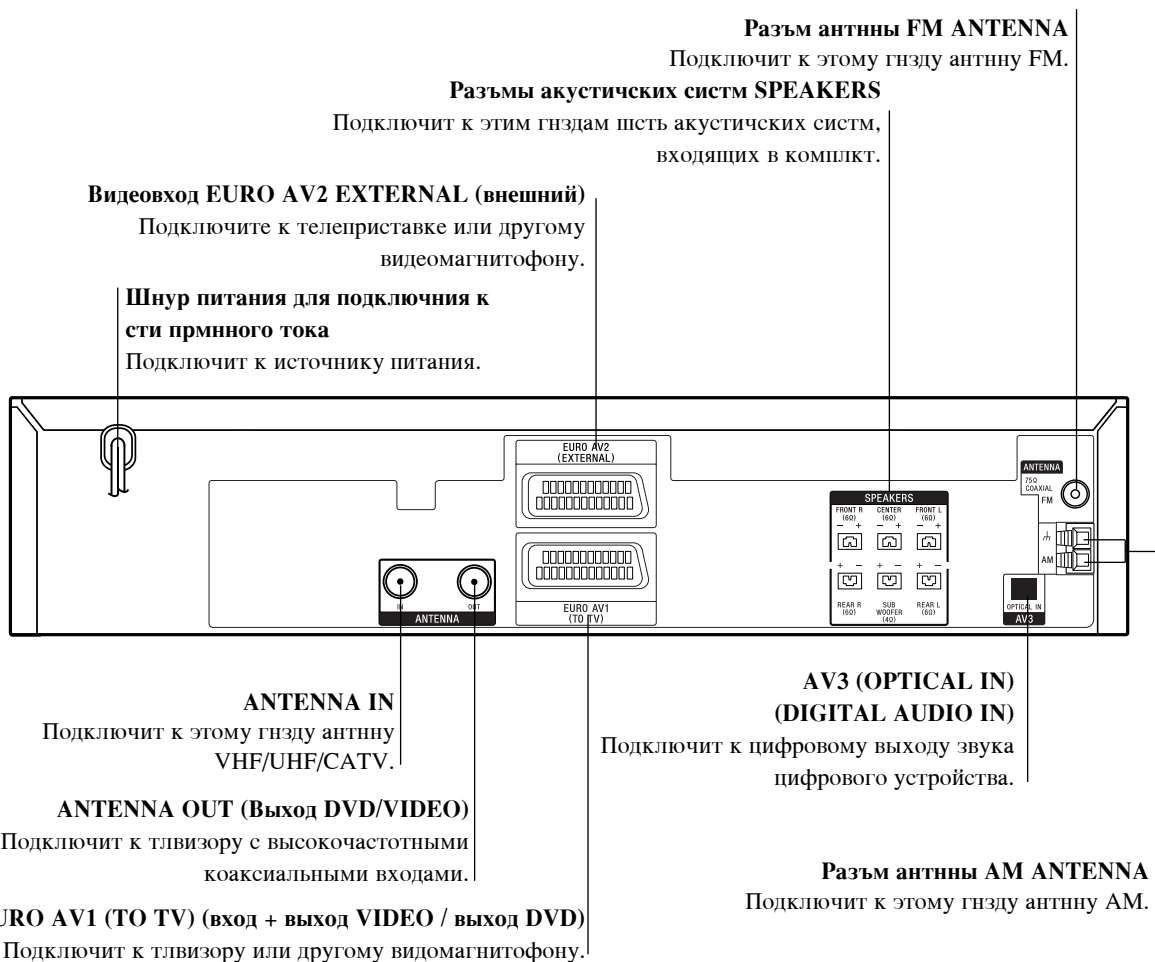 Разъм антнны FM ANTENNA
Подключит к этому гнзду антнну FM.
Разъмы акустичских систм SPEAKERS
Подключит к этим гнздам шсть акустичских систм,
входящих в комплкт.
Видеовход EURO AV2 EXTERNAL (внешний)
Подключите к телеприставке или другому
видеомагнитофону.
Шнур питания для подключния к
сти прмнного тока
Подключит к источнику питания.
EURO AV2
(EXTERNAL)
EURO AV1
(TO TV)
IN
OUT
ANTENNA
SPEAKERS
FRONT R
(6Ω)
CENTER
(6Ω)
FRONT L
(6Ω)
− +
− +
− +
+ −
+ −
+ −
REAR R
(6Ω)
SUB
WOOFER
(4Ω)
REAR L
(6Ω)
ANTENNA
75Ω
COAXIAL
FM
AM
OPTICAL IN
AV3
ANTENNA IN
Подключит к этому гнзду антнну
VHF/UHF/CATV.
ANTENNA OUT (Выход DVD/VIDEO)
Подключит к тлвизору с высокочастотными
коаксиальными входами.
URO AV1 (TO TV) (вход + выход VIDEO / выход DVD)
Подключит к тлвизору или другому видомагнитофону.
AV3 (OPTICAL IN)
(DIGITAL AUDIO IN)
Подключит к цифровому выходу звука
цифрового устройства.
Разъм антнны AM ANTENNA
Подключит к этому гнзду антнну AM.